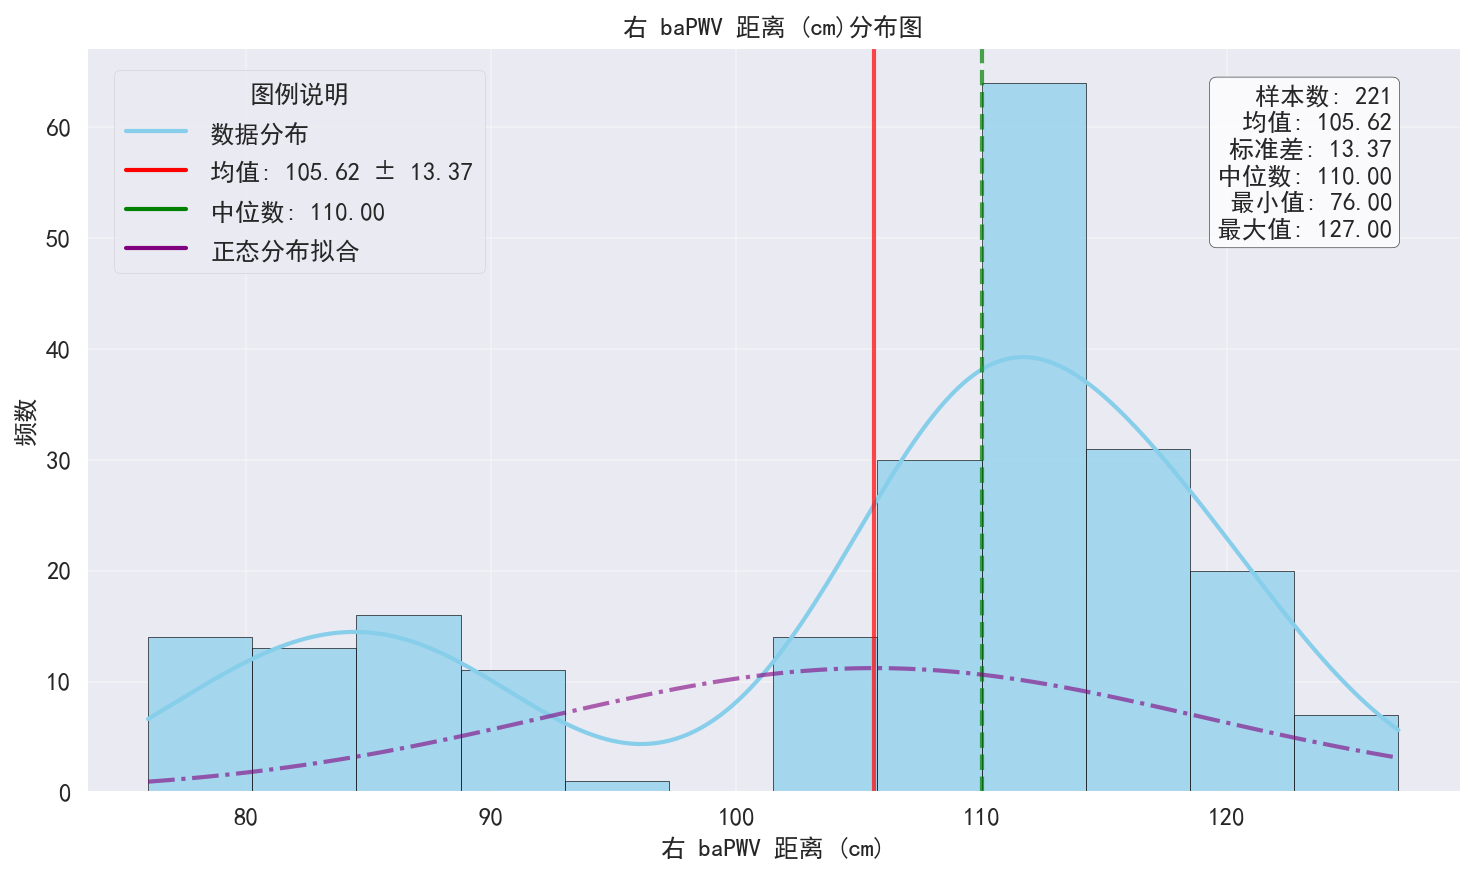 右 baPWV 距离 (cm)分布图
图例说明
数据分布
均值: 105.62 ± 13.37
中位数: 110.00
正态分布拟合
样本数: 221
均值: 105.62
标准差: 13.37
中位数: 110.00
最小值: 76.00
最大值: 127.00
频数
60
50
40
30
20
10
0
80
90
100
110
120
右 baPWV 距离 (cm)